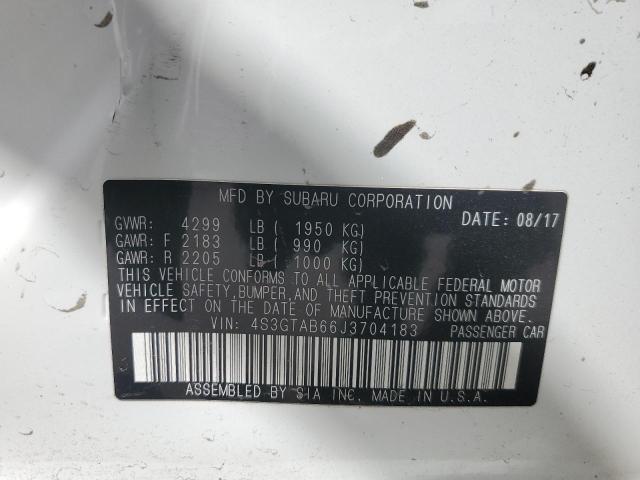 MFD BY SUBARU CORPORATION
DATE: 08/17
GVWR: 4299 LB ( 1950 KG)
GAWR: F 2183 LB ( 990 KG)
GAWR: R 2205 LB ( 1000 KG)
THIS VEHICLE CONFORMS TO ALL APPLICABLE FEDERAL MOTOR
VEHICLE SAFETY,BUMPER,AND THEFT PREVENTION STANDARDS
IN EFFECT ON THE DATE OF MANUFACTURE SHOWN ABOVE.
VIN: 4S3GTAB66J3704183 PASSENGER CAR
ASSEMBLED BY SIA INC. MADE IN U.S.A.